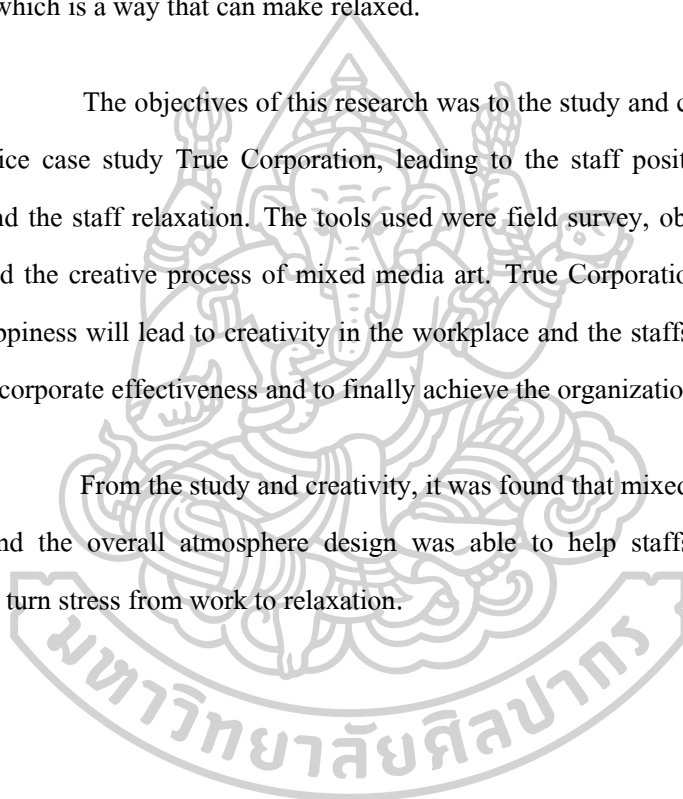 which is a way that can make relaxed.
The objectives of this research was to the study and c
ice case study True Corporation, leading to the staff posit
nd the staff relaxation. The tools used were field survey, ob
d the creative process of mixed media art. True Corporatio
ppiness will lead to creativity in the workplace and the staffs
corporate effectiveness and to finally achieve the organizatio
From the study and creativity, it was found that mixed
nd the overall atmosphere design was able to help staffs
turn stress from work to relaxation.
มหาวิทยาลัยศิลปากร